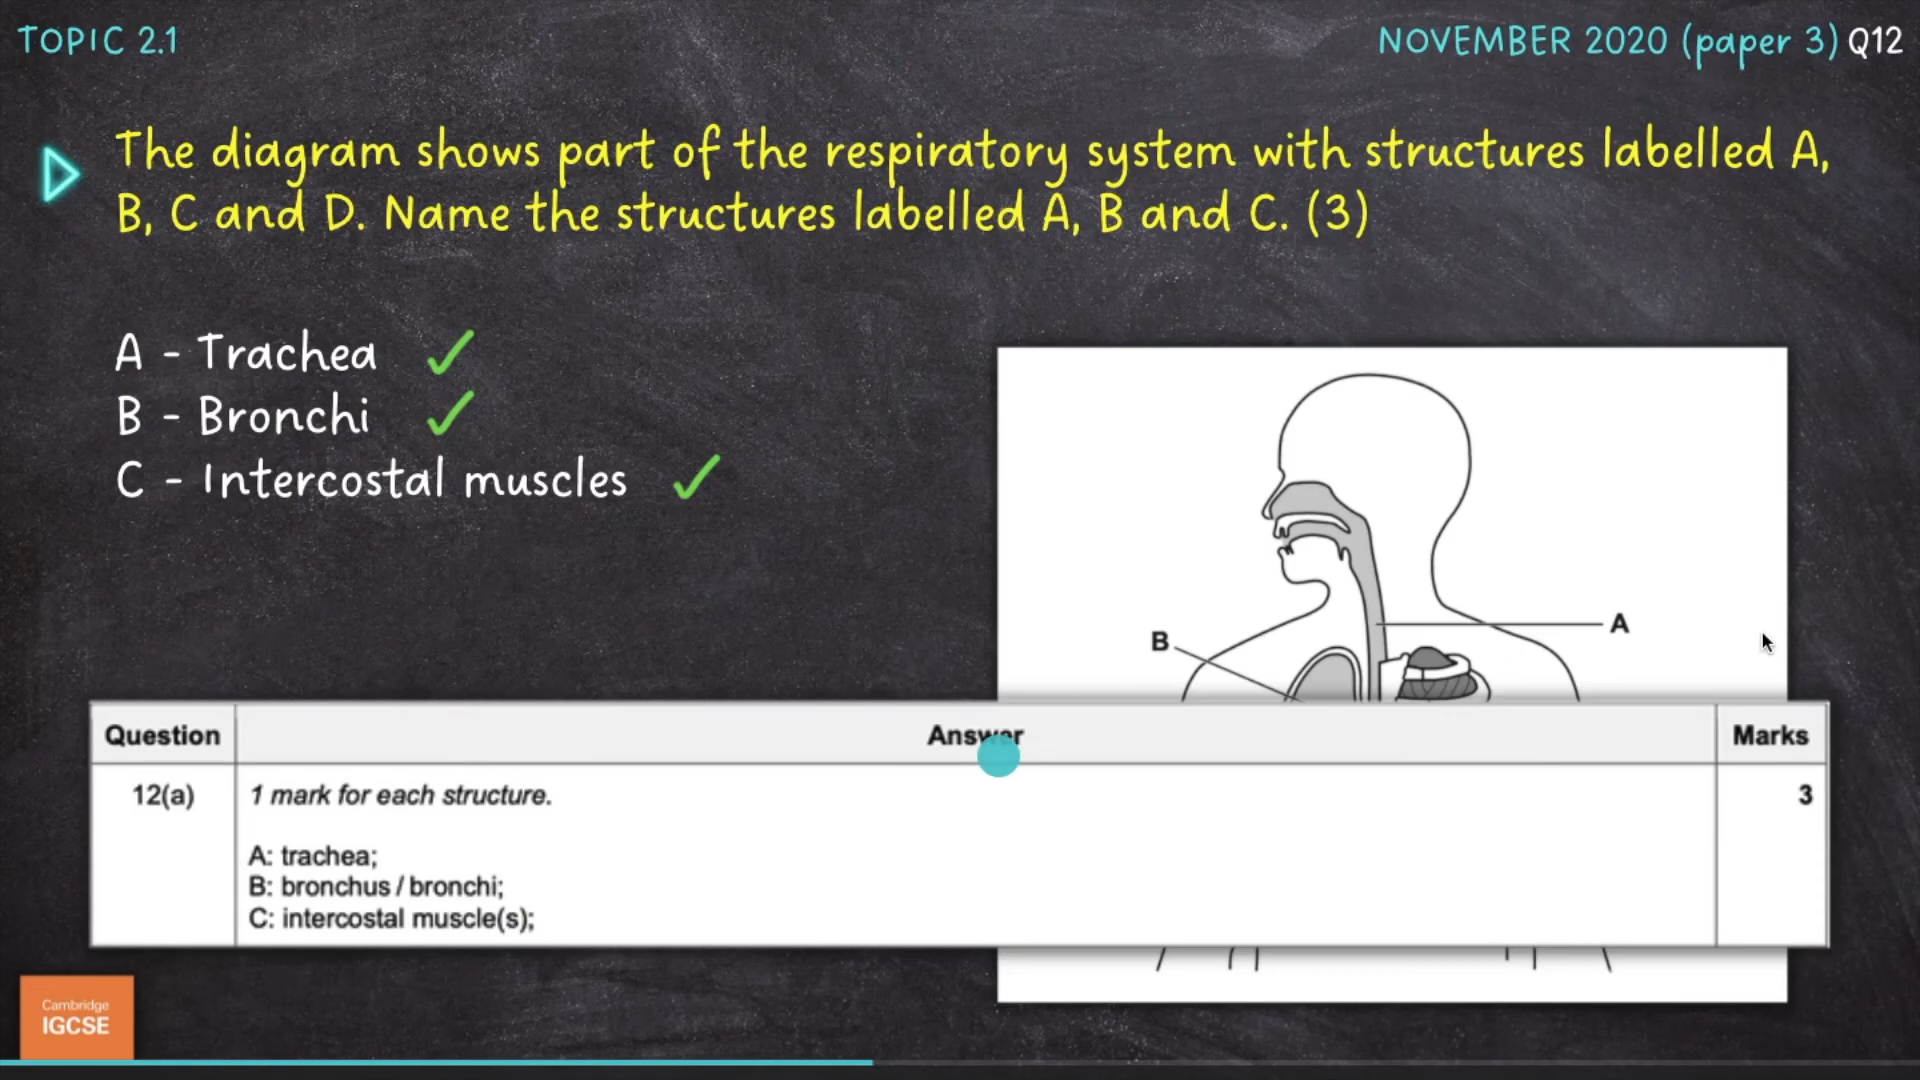 TOPIC 2.1
NOVEMBER 2020 (paper 3) Q12
The diagram shows part of the respiratory system with structures labelled A,
B, C and D. Name the structures labelled A, B and C. (3)
A - Trachea
B - Bronchi
C - Intercostal muscles
A
B
Question Answer Marks
12(a) 1 mark for each structure. 3
A: trachea;
B: bronchus / bronchi;
C: intercostal muscle(s);
Cambridge
IGCSE